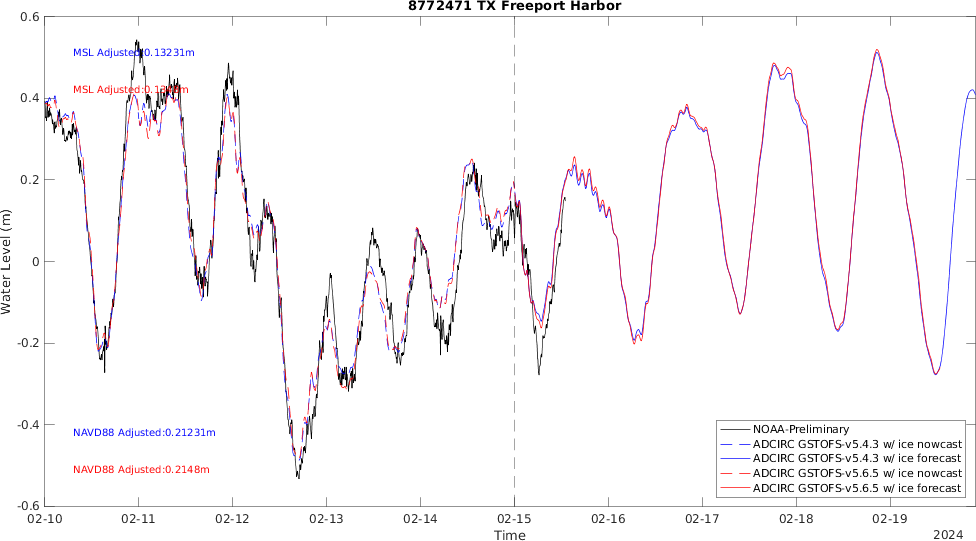 8772471 TX Freeport Harbor
0.6
MSL Adjusted:0.13231m
MSL Adjusted:0.1348m
0.4
0.2
0
-0.2
-0.4
-0.6
Water Level (m)
NAVD88 Adjusted:0.21231m
NAVD88 Adjusted:0.2148m
NOAA-Preliminary
ADCIRC GSTOFS-v5.4.3 w/ ice nowcast
ADCIRC GSTOFS-v5.4.3 w/ ice forecast
ADCIRC GSTOFS-v5.6.5 w/ ice nowcast
ADCIRC GSTOFS-v5.6.5 w/ ice forecast
02-10 02-11 02-12 02-13 02-14 02-15 02-16 02-17 02-18 02-19
Time
2024